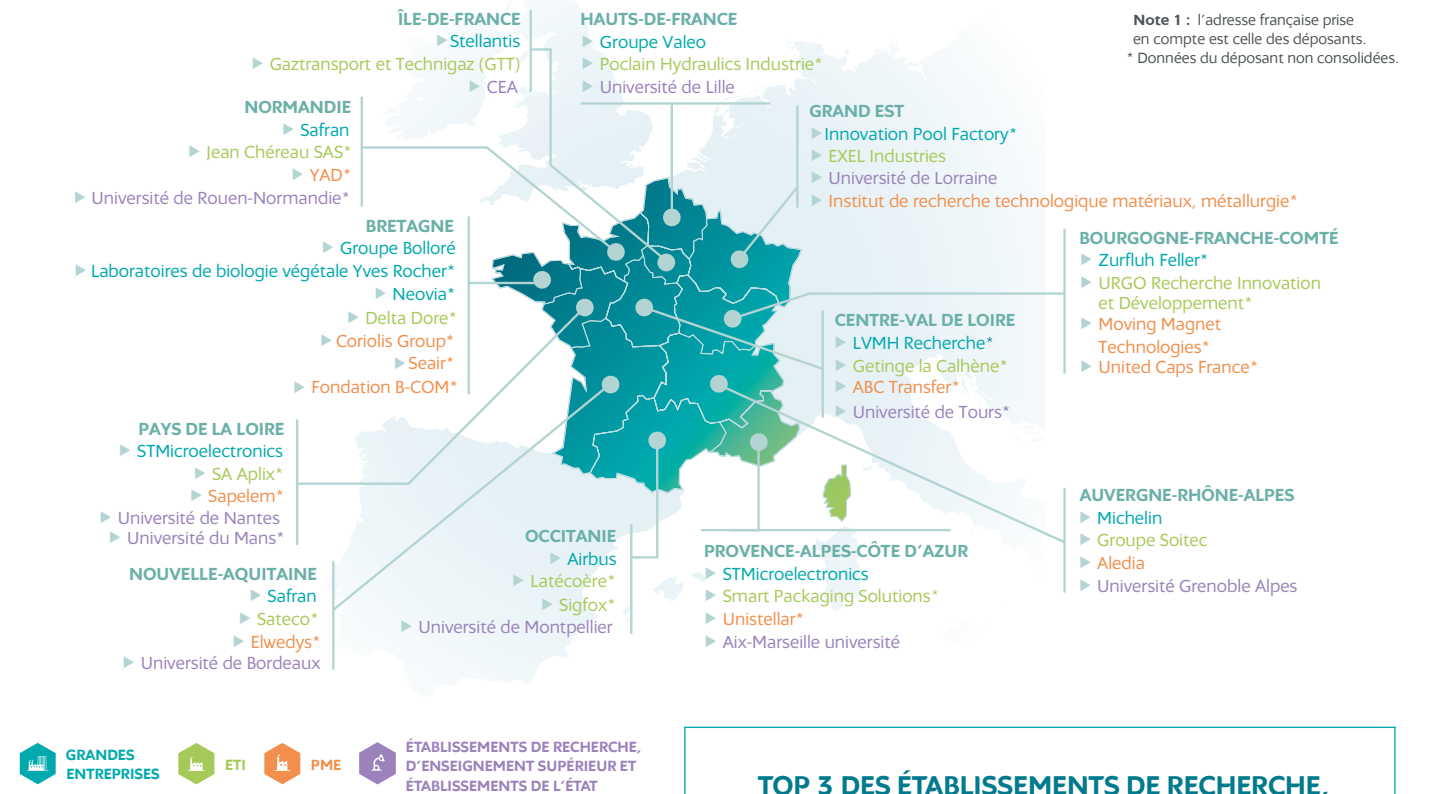 ÎLE-DE-FRANCE
Stellantis
Gaztransport et Technigaz (GTT)
CEA
HAUTS-DE-FRANCE
Groupe Valeo
Poclain Hydraulics Industrie*
Université de Lille
Note 1 : l'adresse française prise
en compte est celle des déposants.
* Données du déposant non consolidées.
NORMANDIE
Safran
Jean Chéreau SAS*
YAD*
Université de Rouen-Normandie*
GRAND EST
Innovation Pool Factory*
EXEL Industries
Université de Lorraine
Institut de recherche technologique matériaux, métallurgie*
BRETAGNE
Groupe Bolloré
Laboratoires de biologie végétale Yves Rocher*
Neovia*
Delta Dore*
Coriolis Group*
Seair*
Fondation B-COM*
BOURGOGNE-FRANCHE-COMTÉ
Zurfluh Feller*
URGO Recherche Innovation
et Développement*
Moving Magnet
Technologies*
United Caps France*
CENTRE-VAL DE LOIRE
LVMH Recherche*
Getinge la Calhène*
ABC Transfer*
Université de Tours*
PAYS DE LA LOIRE
STMicroelectronics
SA Aplix*
Sapelem*
Université de Nantes
Université du Mans*
AUVERGNE-RHÔNE-ALPES
Michelin
Groupe Soitec
Aledia
Université Grenoble Alpes
NOUVELLE-AQUITAINE
Safran
Sateco*
Elwedys*
Université de Bordeaux
OCCITANIE
Airbus
Latécoère*
Sigfox*
Université de Montpellier
PROVENCE-ALPES-CÔTE D'AZUR
STMicroelectronics
Smart Packaging Solutions*
Unistellar*
Aix-Marseille université
GRANDES
ENTREPRISES
ETI
PME
ÉTABLISSEMENTS DE RECHERCHE,
D'ENSEIGNEMENT SUPÉRIEUR ET
ÉTABLISSEMENTS DE L'ÉTAT
TOP 3 DES ÉTABLISSEMENTS DE RECHERCHE,